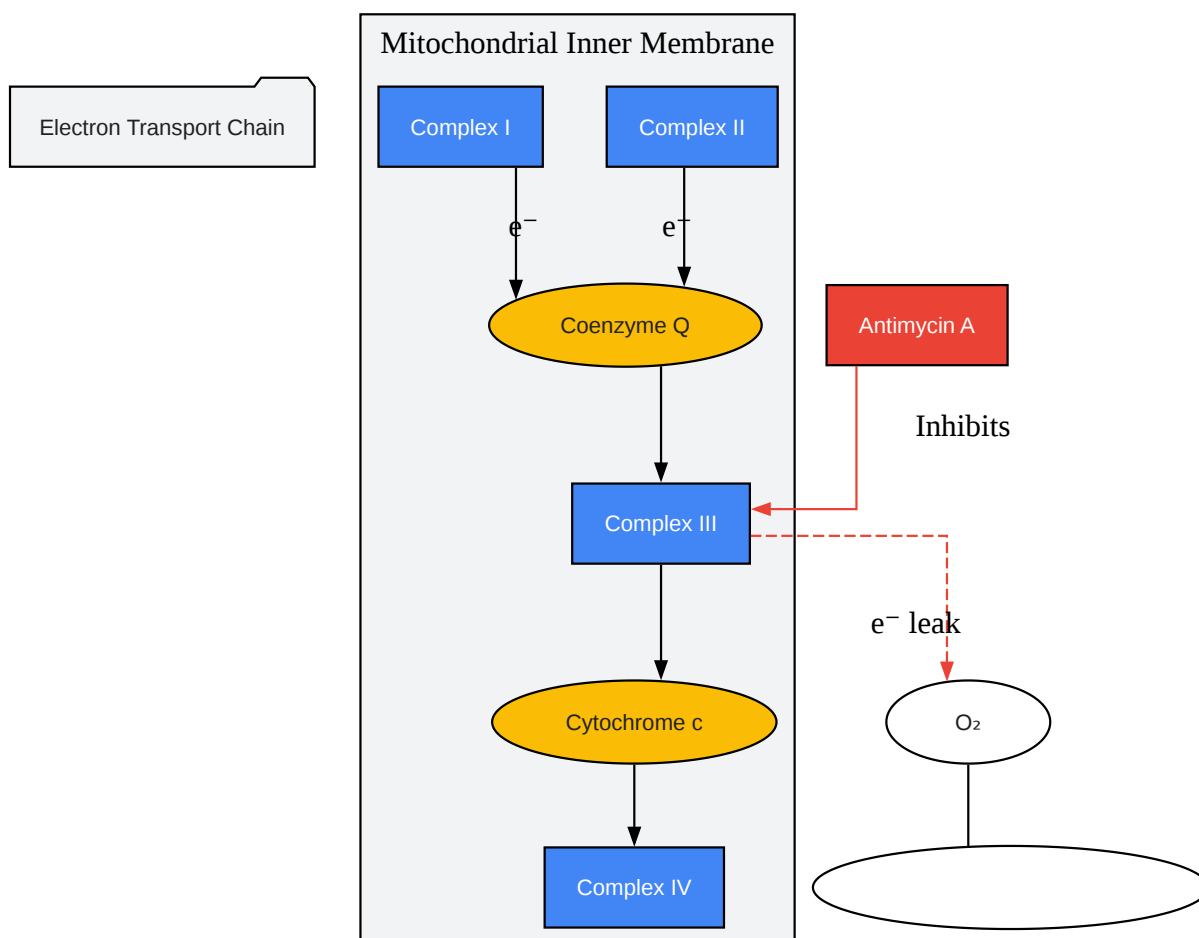 Mitochondrial Inner Membrane
Electron Transport Chain
Complex I
Complex II
e⁻
e⁻
Coenzyme Q
Antimycin A
Inhibits
Complex III
e⁻ leak
Cytochrome c
O₂
Complex IV